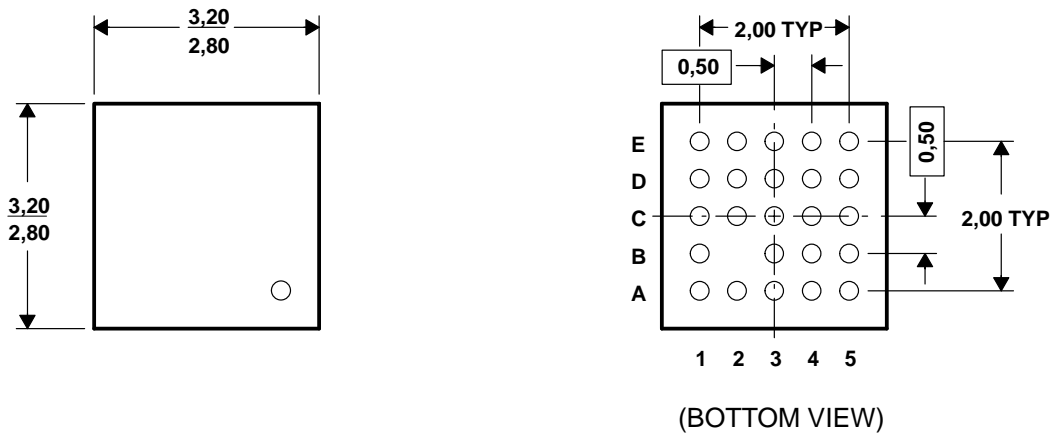 3,20
2,80
3,20
2,80
2,00 TYP
0,50
0,50
2,00 TYP
E
D
C
B
A
1 2 3 4 5
(BOTTOM VIEW)